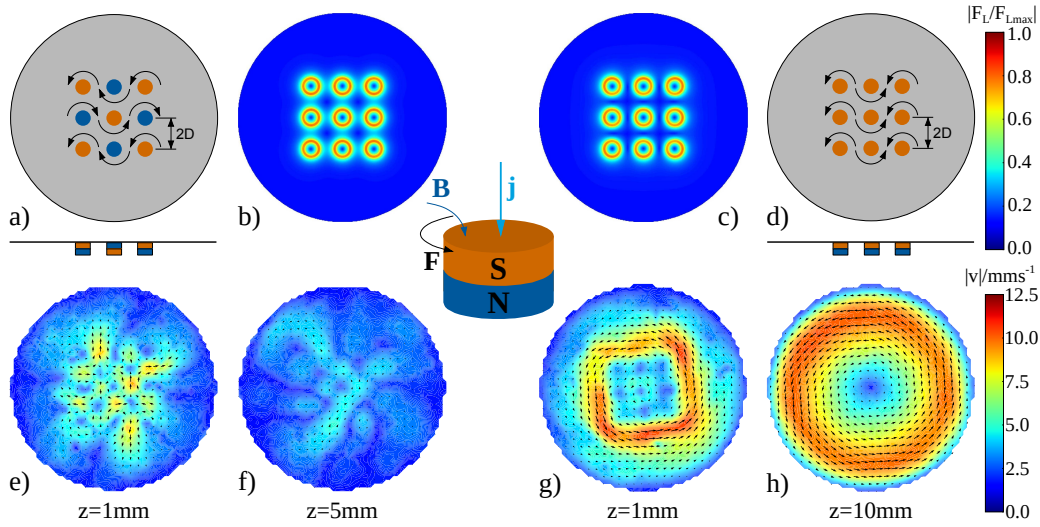 |F_L/F_Lmax|
1.0
0.8
0.6
0.4
0.2
0.0
2D
2D
a)
b)
c)
d)
B
j
F
S
N
|v|/mms⁻¹
12.5
10.0
7.5
5.0
2.5
0.0
e)
f)
g)
h)
z=1mm
z=5mm
z=1mm
z=10mm